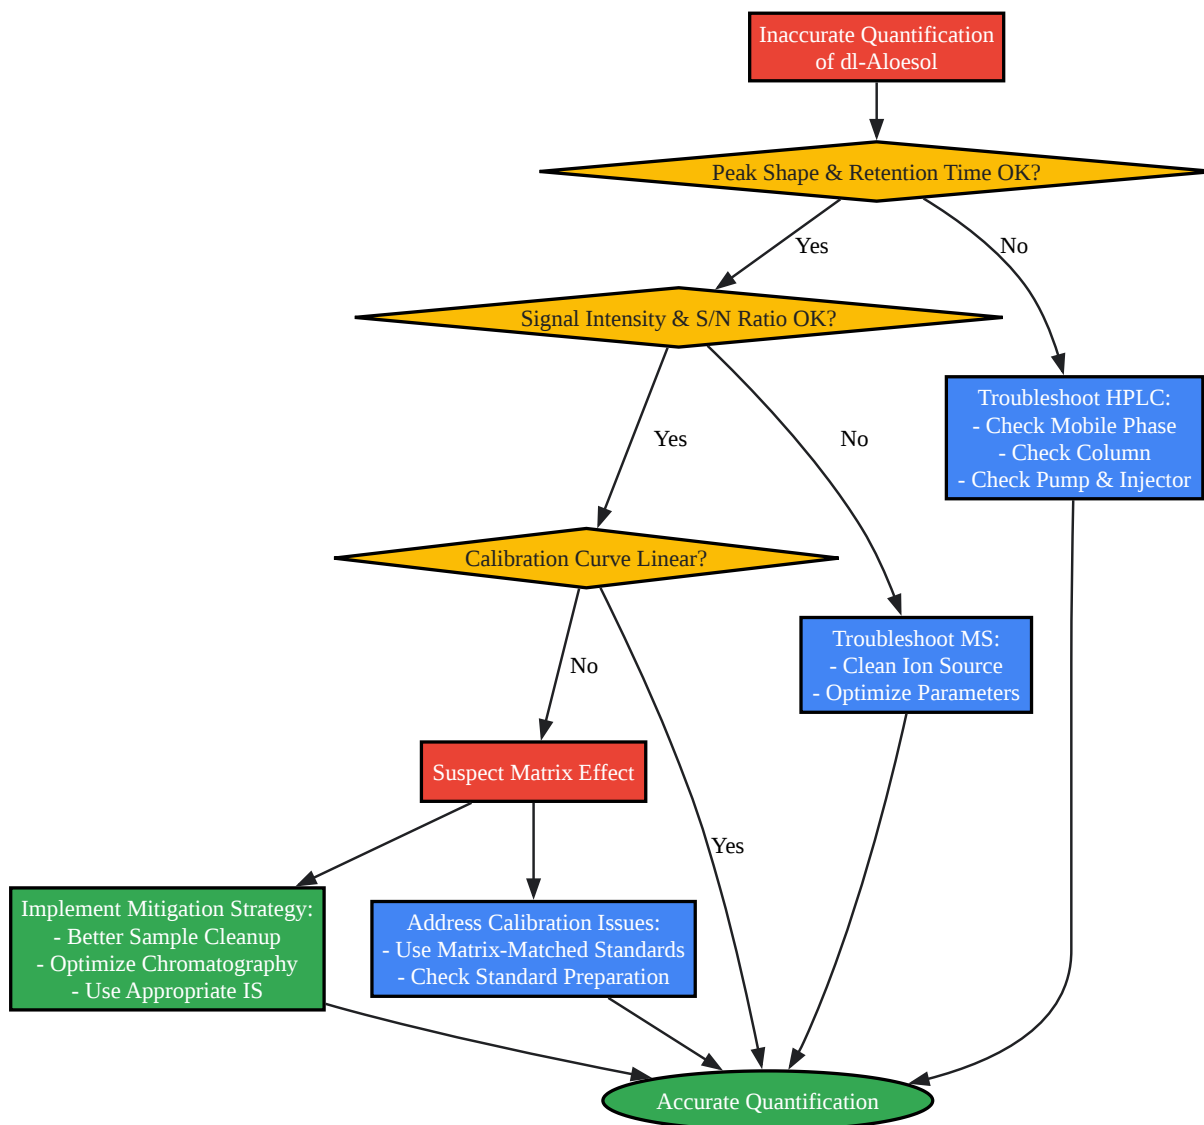 Inaccurate Quantification
of dl-Aloesol
Peak Shape & Retention Time OK?
Yes
No
Signal Intensity & S/N Ratio OK?
Troubleshoot HPLC:
- Check Mobile Phase
- Check Column
- Check Pump & Injector
Yes
No
Calibration Curve Linear?
Troubleshoot MS:
- Clean Ion Source
- Optimize Parameters
No
Suspect Matrix Effect
Yes
Implement Mitigation Strategy:
- Better Sample Cleanup
- Optimize Chromatography
- Use Appropriate IS
Address Calibration Issues:
- Use Matrix-Matched Standards
- Check Standard Preparation
Accurate Quantification